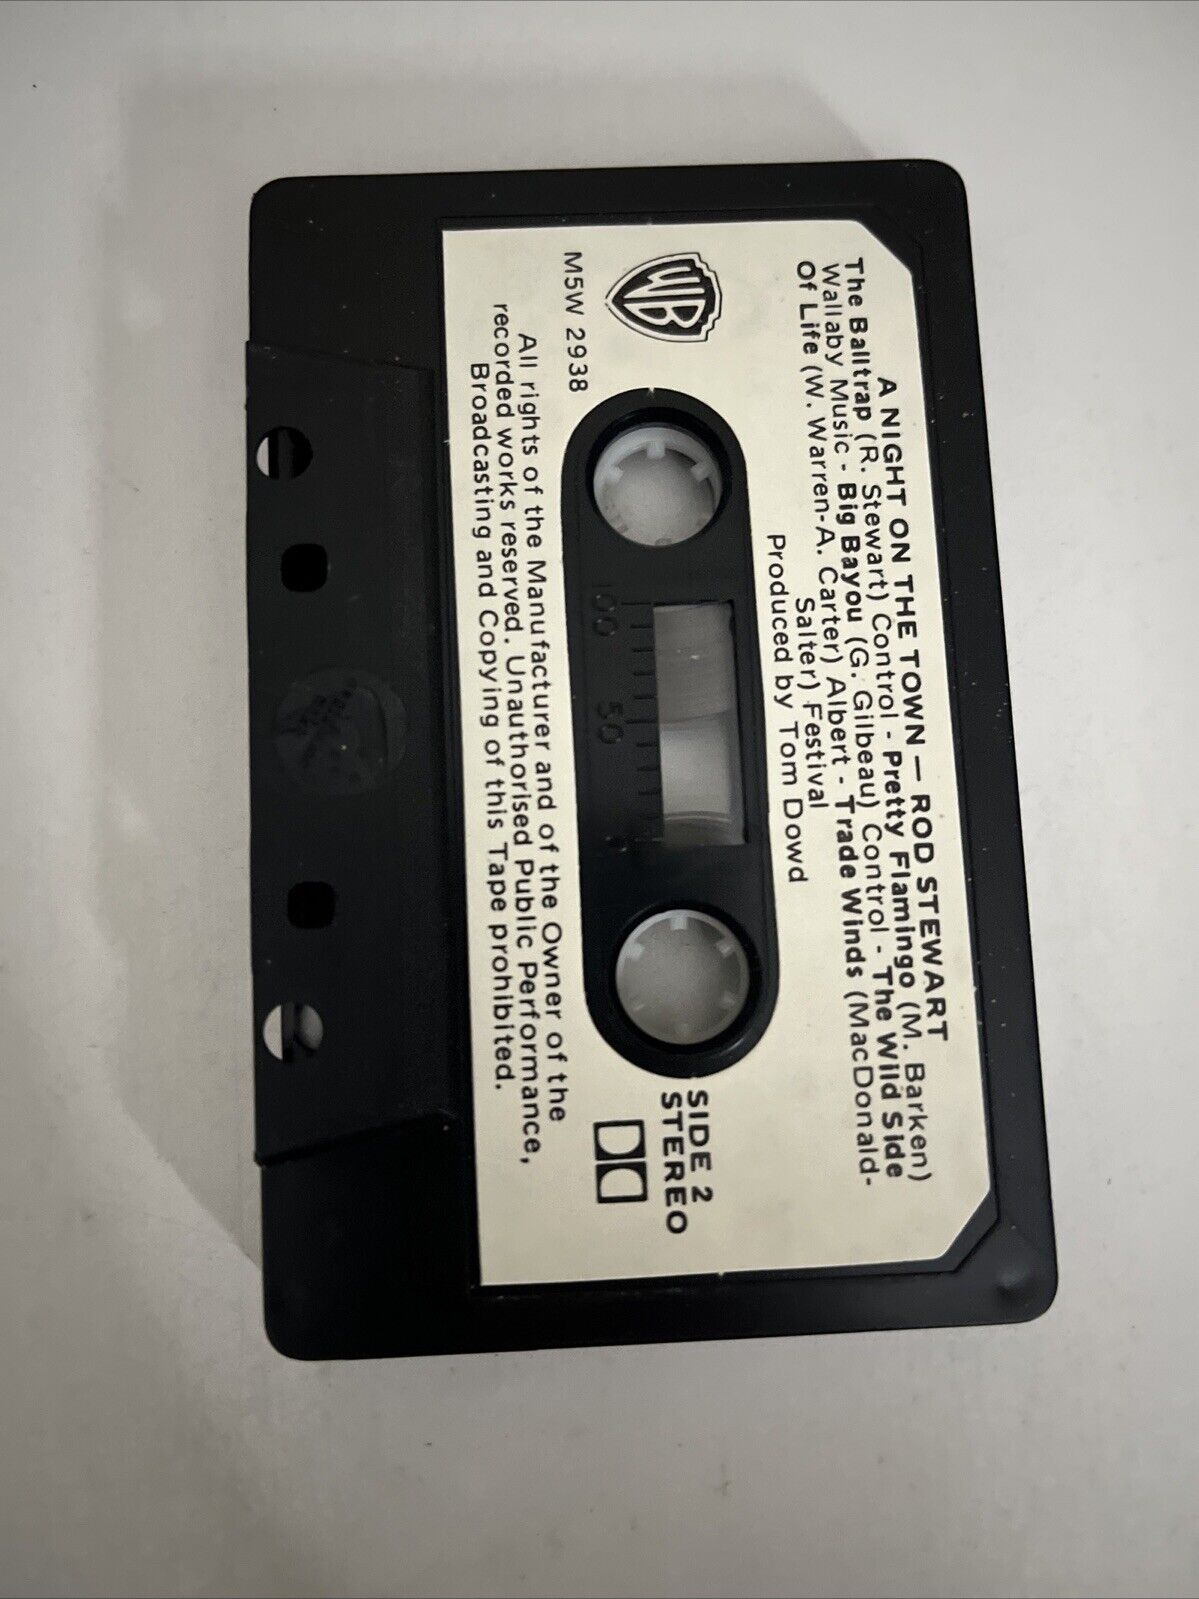 A NIGHT ON THE TOWN — ROD STEWART
The Balltrap (R. Stewart) Control - Pretty Flamingo (M. Barken)
Wallaby Music - Big Bayou (G. Gilbeau) Control - The Wild Side
Of Life (W. Warren-A. Carter) Albert - Trade Winds (MacDonald-
Salter) Festival
Produced by Tom Dowd
WB
M5W 2938
SIDE 2
STEREO
100 50 0
All rights of the Manufacturer and of the Owner of the
recorded works reserved. Unauthorised Public Performance,
Broadcasting and Copying of this Tape prohibited.